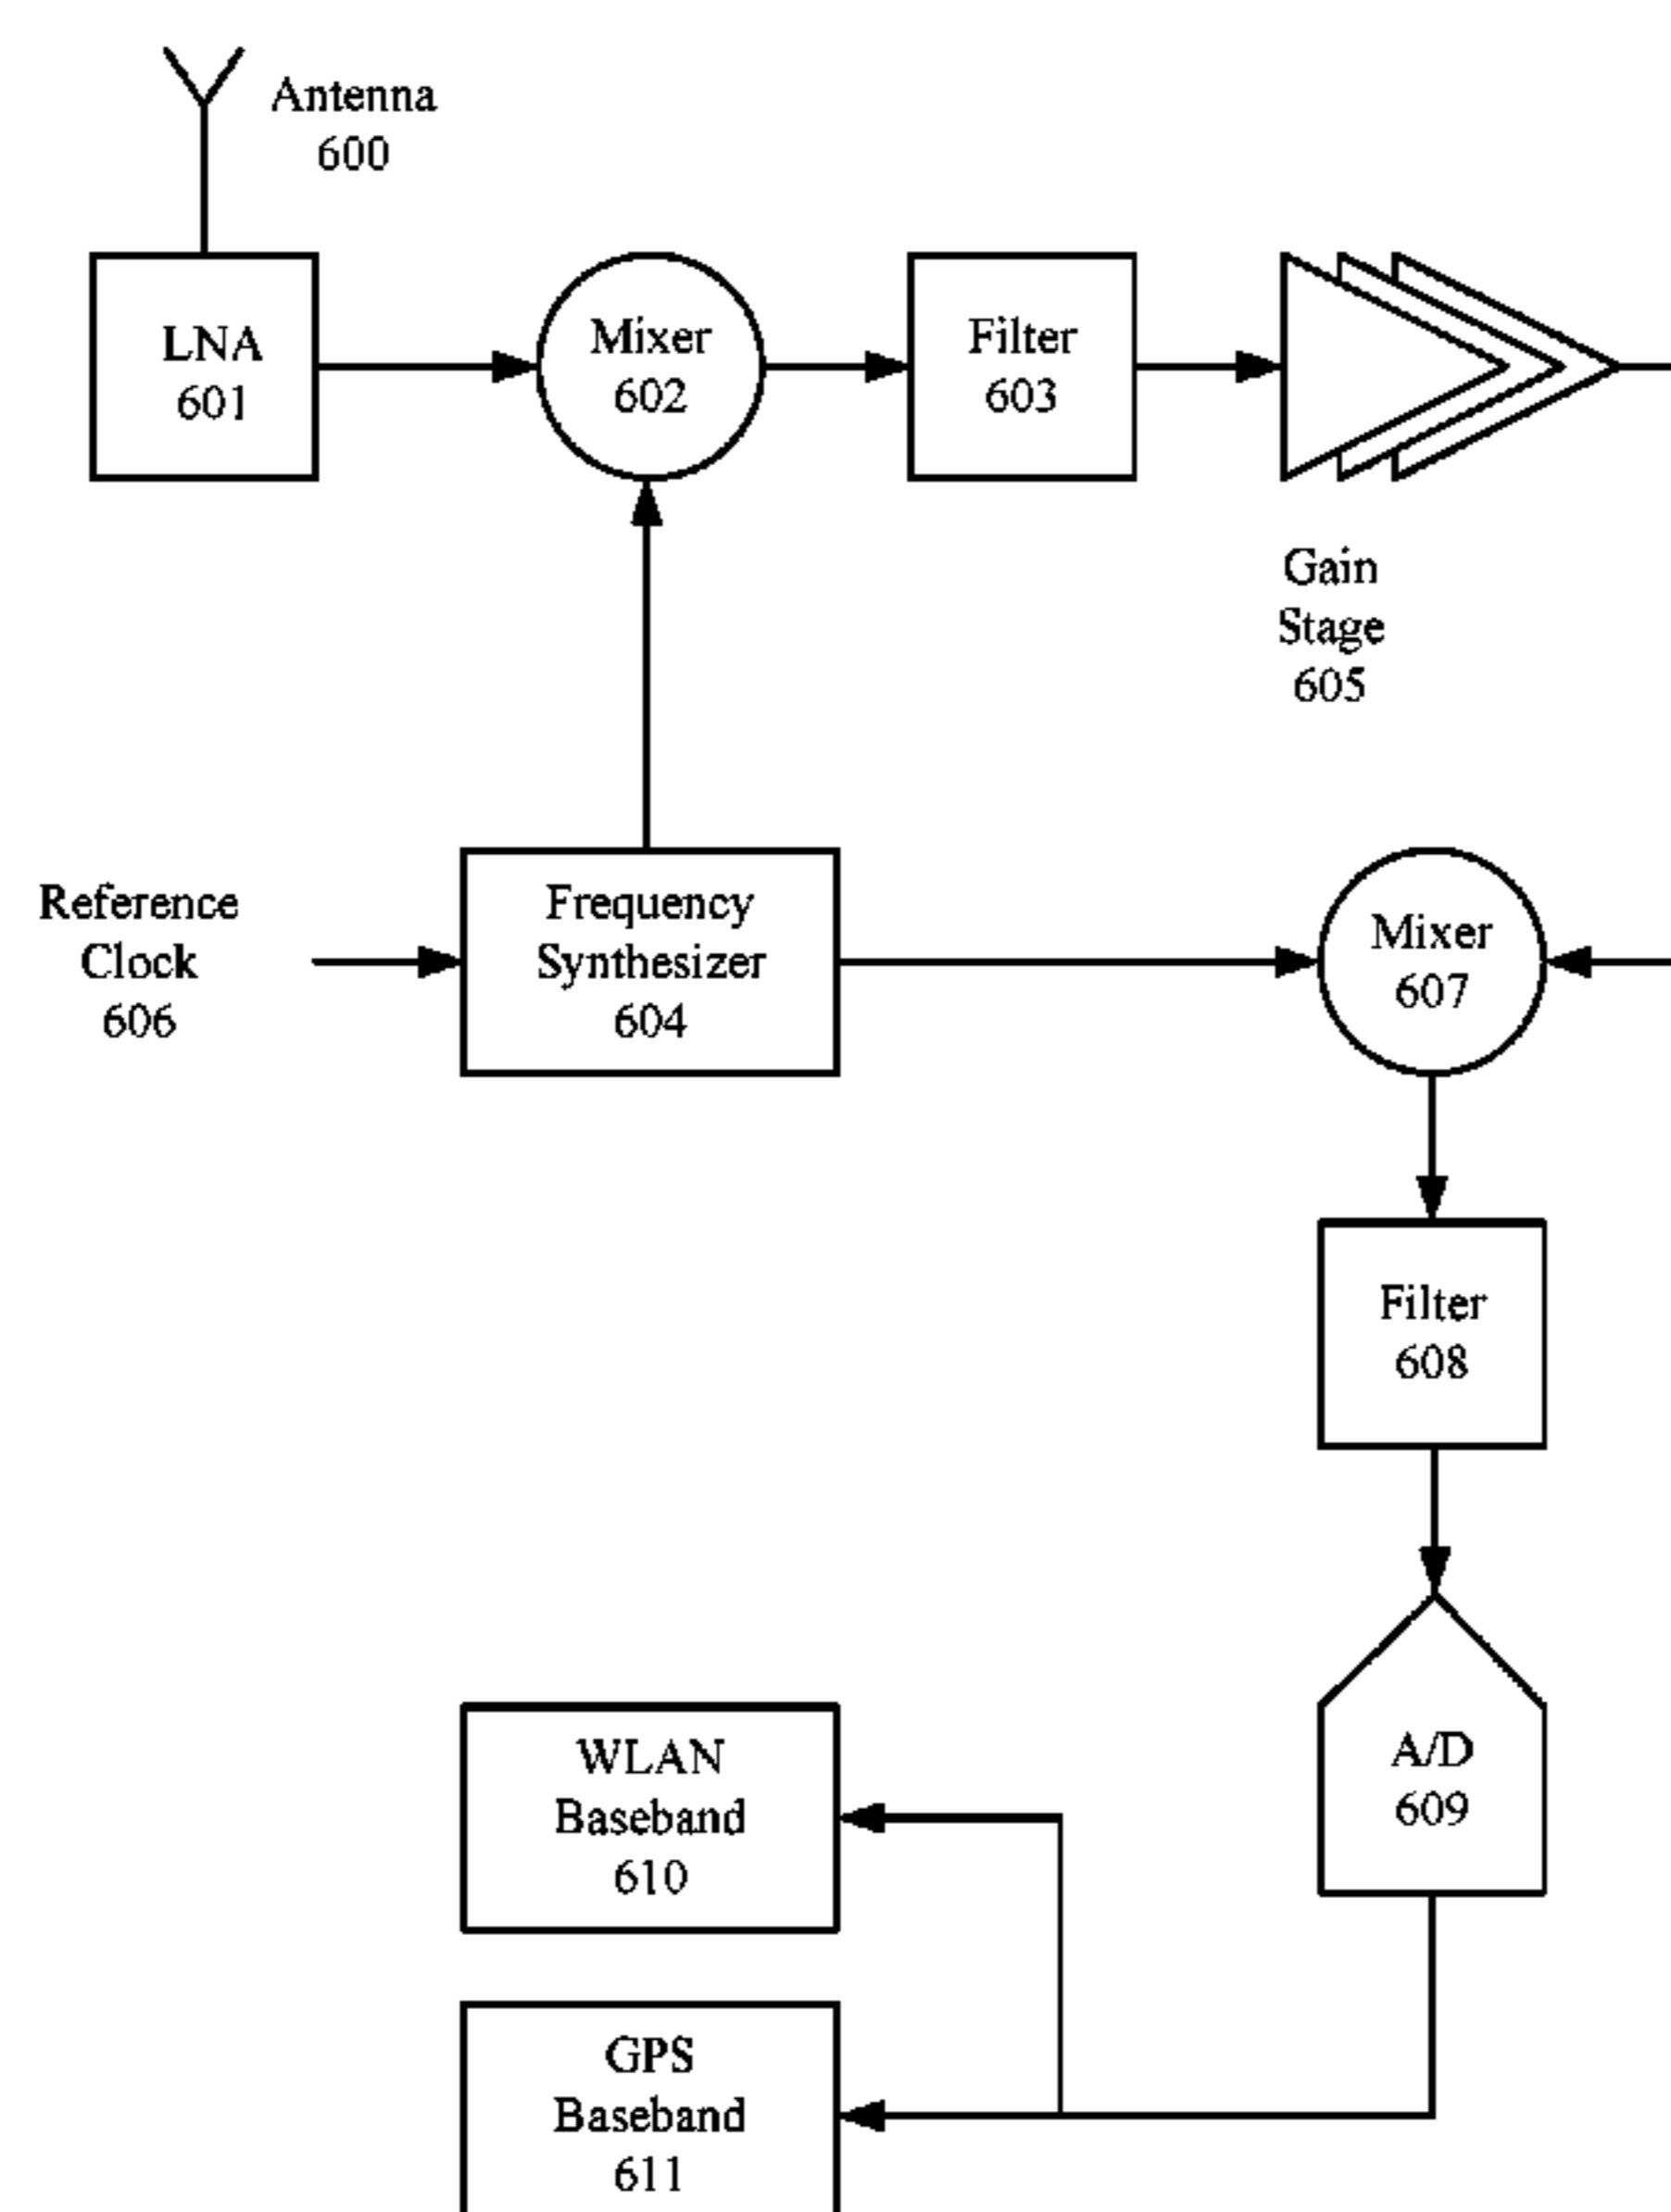 Antenna
600
LNA
601
Mixer
602
Filter
603
Gain
Stage
605
Reference
Clock
606
Frequency
Synthesizer
604
Mixer
607
Filter
608
A/D
609
WLAN
Baseband
610
GPS
Baseband
611